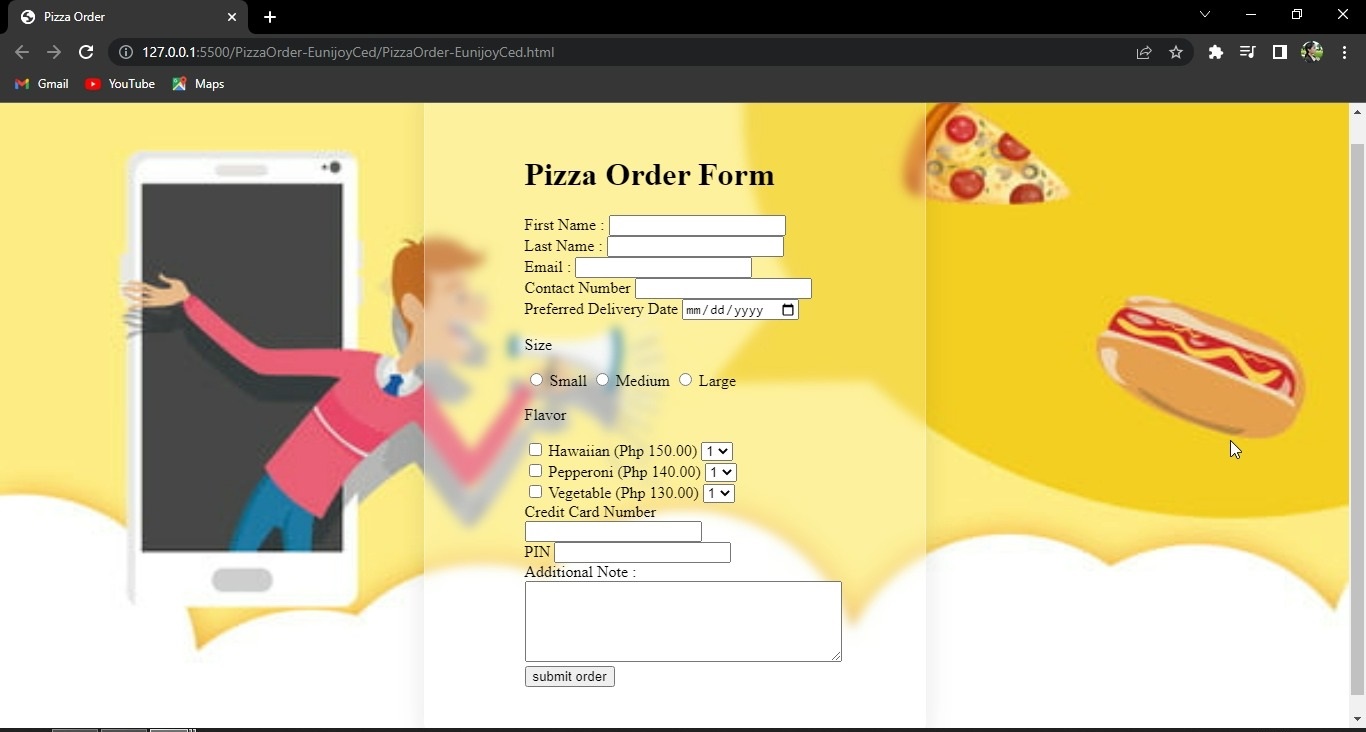 Pizza Order
127.0.0.1:5500/PizzaOrder-EunijoyCed/PizzaOrder-EunijoyCed.html
Gmail YouTube Maps
Pizza Order Form
First Name :
Last Name :
Email :
Contact Number
Preferred Delivery Date mm/dd/yyyy
Size
Small Medium Large
Flavor
Hawaiian (Php 150.00) 1
Pepperoni (Php 140.00) 1
Vegetable (Php 130.00) 1
Credit Card Number
PIN
Additional Note :
submit order